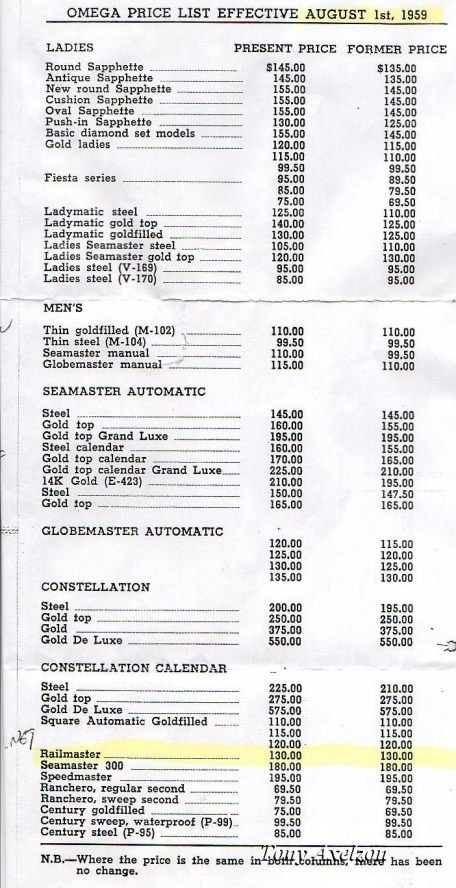 OMEGA PRICE LIST EFFECTIVE AUGUST 1st, 1959
LADIES PRESENT PRICE FORMER PRICE
Round Sapphette $145.00 $135.00
Antique Sapphette 145.00 135.00
New round Sapphette 155.00 145.00
Cushion Sapphette 155.00 145.00
Oval Sapphette 155.00 145.00
Push-in Sapphette 130.00 125.00
Basic diamond set models 155.00 145.00
Gold ladies 120.00 115.00
115.00 110.00
99.50 99.50
Fiesta series 95.00 89.50
85.00 79.50
75.00 69.50
Ladymatic steel 125.00 110.00
Ladymatic gold top 140.00 125.00
Ladymatic goldfilled 130.00 125.00
Ladies Seamaster steel 105.00 110.00
Ladies Seamaster gold top 120.00 130.00
Ladies steel (V-169) 95.00 95.00
Ladies steel (V-170) 85.00 95.00
MEN'S
Thin goldfilled (M-102) 110.00 110.00
Thin steel (M-104) 99.50 99.50
Seamaster manual 110.00 99.50
Globemaster manual 115.00 110.00
SEAMASTER AUTOMATIC
Steel 145.00 145.00
Gold top 160.00 155.00
Gold top Grand Luxe 195.00 195.00
Steel calendar 160.00 155.00
Gold top calendar 170.00 165.00
Gold top calendar Grand Luxe 225.00 210.00
14K Gold (E-423) 210.00 195.00
Steel 150.00 147.50
Gold top 165.00 165.00
GLOBEMASTER AUTOMATIC
120.00 115.00
125.00 120.00
130.00 125.00
135.00 130.00
CONSTELLATION
Steel 200.00 195.00
Gold top 250.00 250.00
Gold 375.00 375.00
Gold De Luxe 550.00 550.00
CONSTELLATION CALENDAR
Steel 225.00 210.00
Gold top 275.00 275.00
Gold De Luxe 575.00 575.00
Square Automatic Goldfilled 110.00 110.00
115.00 115.00
.NET 120.00 120.00
Railmaster 130.00 130.00
Seamaster 300 180.00 180.00
Speedmaster 195.00 195.00
Ranchero, regular second 69.50 69.50
Ranchero, sweep second 79.50 79.50
Century goldfilled 75.00 69.50
Century sweep, waterproof (P-99) 99.50 99.50
Century steel (P-95) 85.00 85.00
Tony Axelzon
N.B.—Where the price is the same in both columns, there has been
no change.